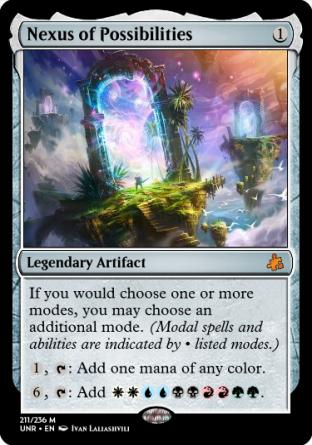 Nexus of Possibilities 1
Legendary Artifact
If you would choose one or more
modes, you may choose an
additional mode. (Modal spells and
abilities are indicated by • listed modes.)
1 , : Add one mana of any color.
6 , : Add .
211/236 M
UNR • EN Ivan Laliashvili